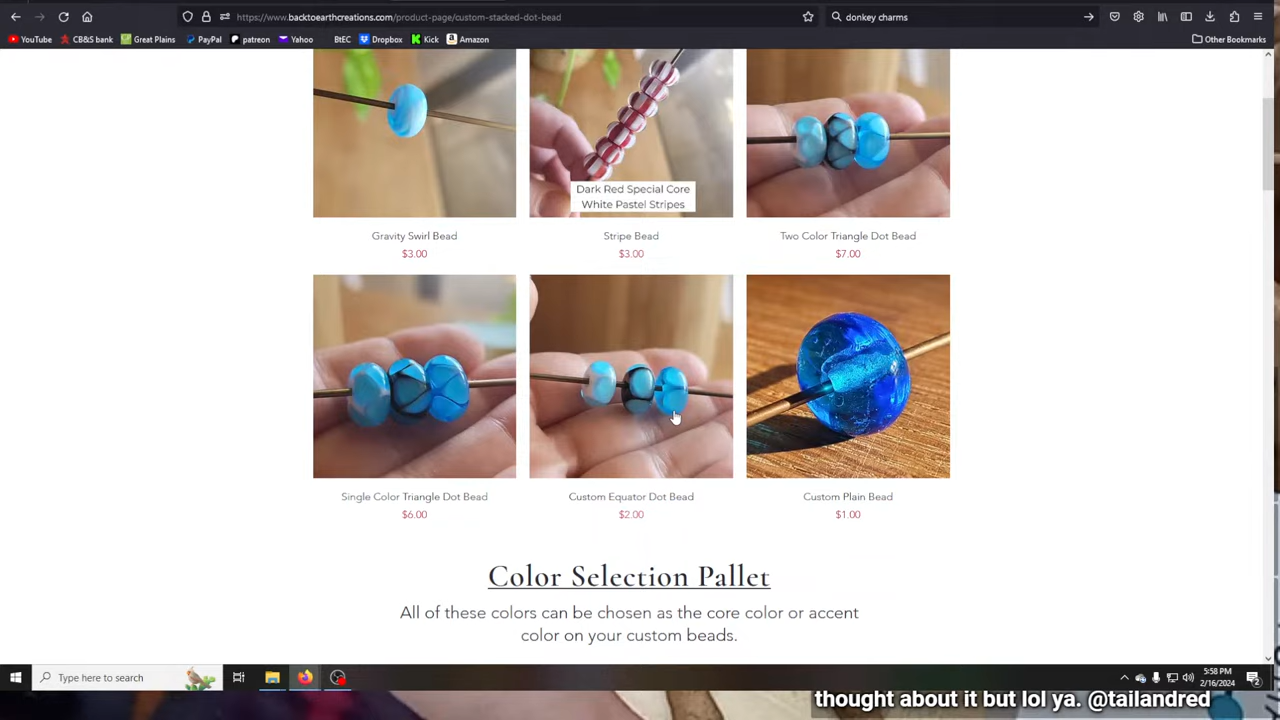 https://www.backtoearthcreations.com/product-page/custom-stacked-dot-bead
donkey charms
YouTube CB&S bank Great Plains PayPal patreon Yahoo BtEC Dropbox Kick Amazon Other Bookmarks
Dark Red Special Core
White Pastel Stripes
Gravity Swirl Bead Stripe Bead Two Color Triangle Dot Bead
$3.00 $3.00 $7.00
Single Color Triangle Dot Bead Custom Equator Dot Bead Custom Plain Bead
$6.00 $2.00 $1.00
Color Selection Pallet
All of these colors can be chosen as the core color or accent
color on your custom beads.
Type here to search
5:58 PM
2/16/2024
2
thought about it but lol ya. @tailandred